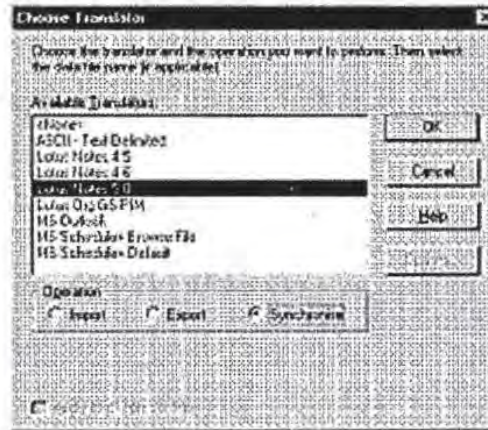 Choose Translator
Choose the translator and the operation you want to perform. Then select
the data file name (if applicable)
Available Translators:
<None>
ASCII - Text Delimited
Lotus Notes 4.5
Lotus Notes 4.6
Lotus Notes 5.0
Lotus Org GS PIM
MS Outlook
MS Schedule+ Browse File
MS Schedule+ Default
OK
Cancel
Help
Operation
Import
Export
Synchronize